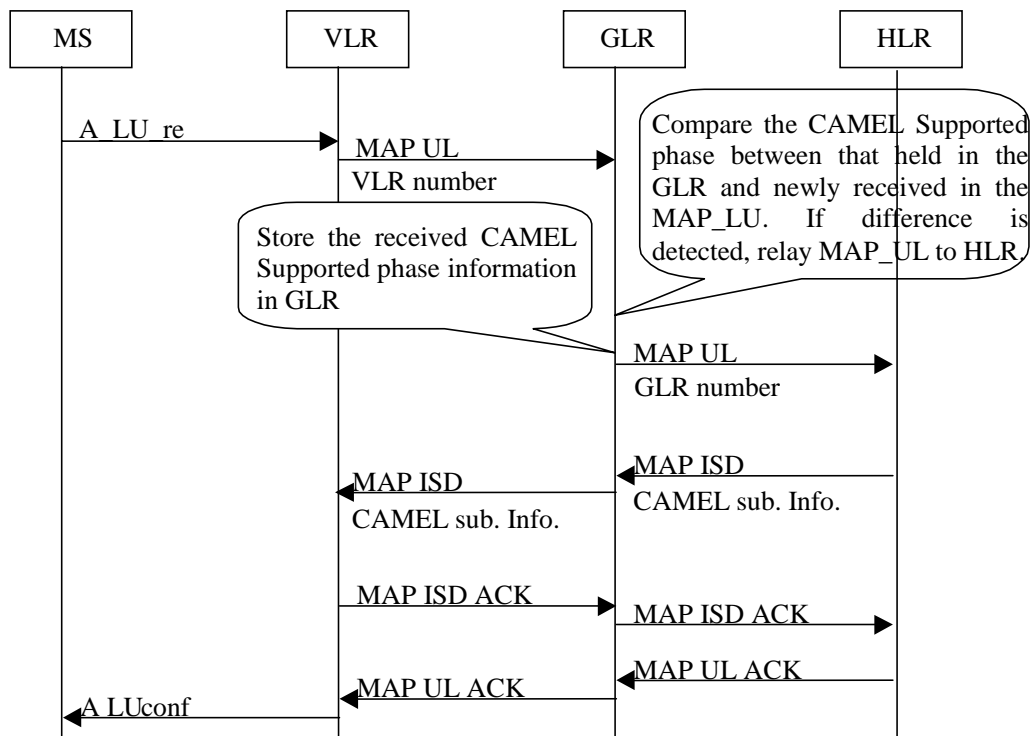 MS VLR GLR HLR
A_LU_re
MAP UL
VLR number
Compare the CAMEL Supported
phase between that held in the
GLR and newly received in the
MAP_LU. If difference is
detected, relay MAP_UL to HLR.
Store the received CAMEL
Supported phase information
in GLR
MAP UL
GLR number
MAP ISD
CAMEL sub. Info.
MAP ISD
CAMEL sub. Info.
MAP ISD ACK
MAP ISD ACK
MAP UL ACK
MAP UL ACK
A LUconf